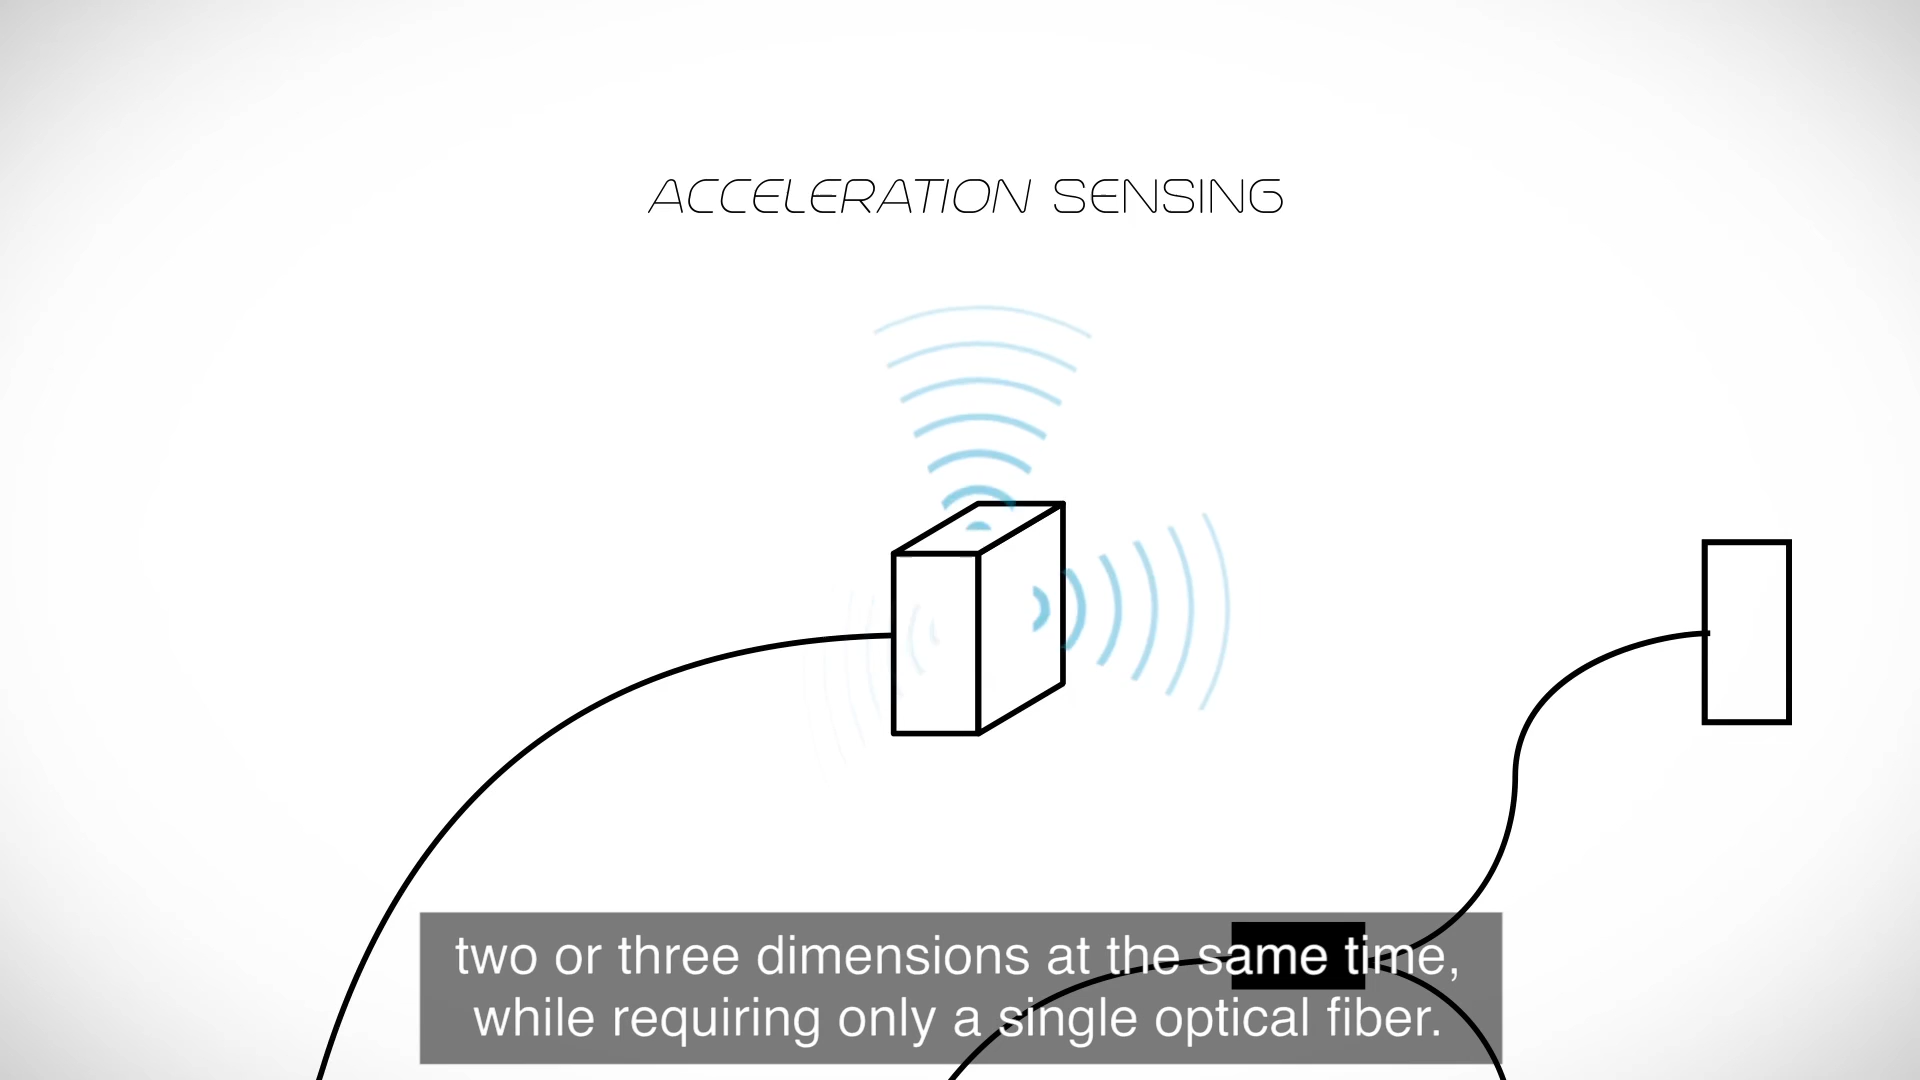 ACCELERATION SENSING
two or three dimensions at the same time,
while requiring only a single optical fiber.